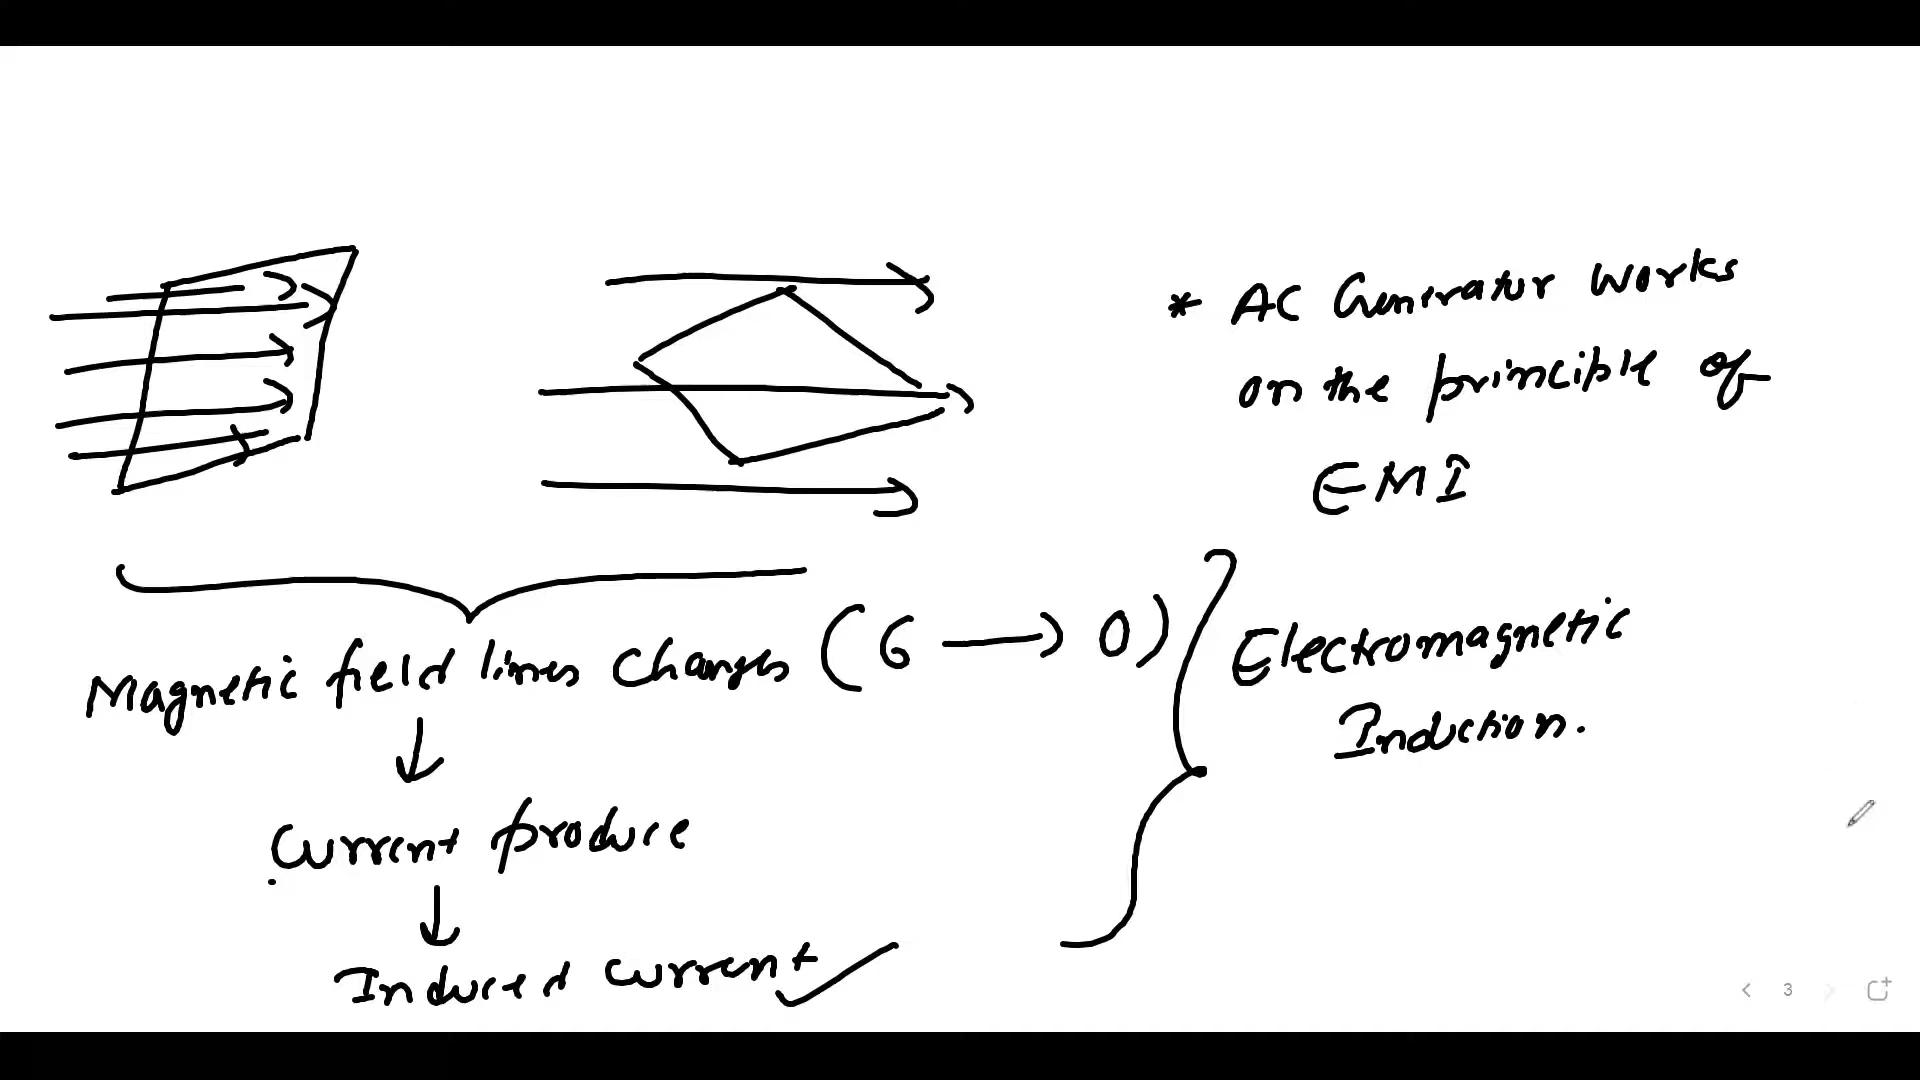 * AC Generator works
on the principle of
EMI
Magnetic field lines changes (6 → 0)
Electromagnetic
Induction.
↓
Current produce
↓
Induced current ✓
3